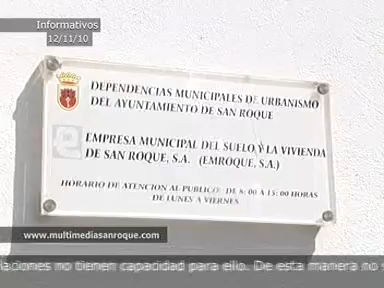 Informativos
12/11/10
DEPENDENCIAS MUNICIPALES DE URBANISMO
DEL AYUNTAMIENTO DE SAN ROQUE
e
EMPRESA MUNICIPAL DEL SUELO Y LA VIVIENDA
DE SAN ROQUE, S.A. (EMROQUE, S.A.)
HORARIO DE ATENCION AL PUBLICO: DE 8:00 A 15:00 HORAS
DE LUNES A VIERNES
www.multimediasanroque.com
laciones no tienen capacidad para ello. De esta manera no